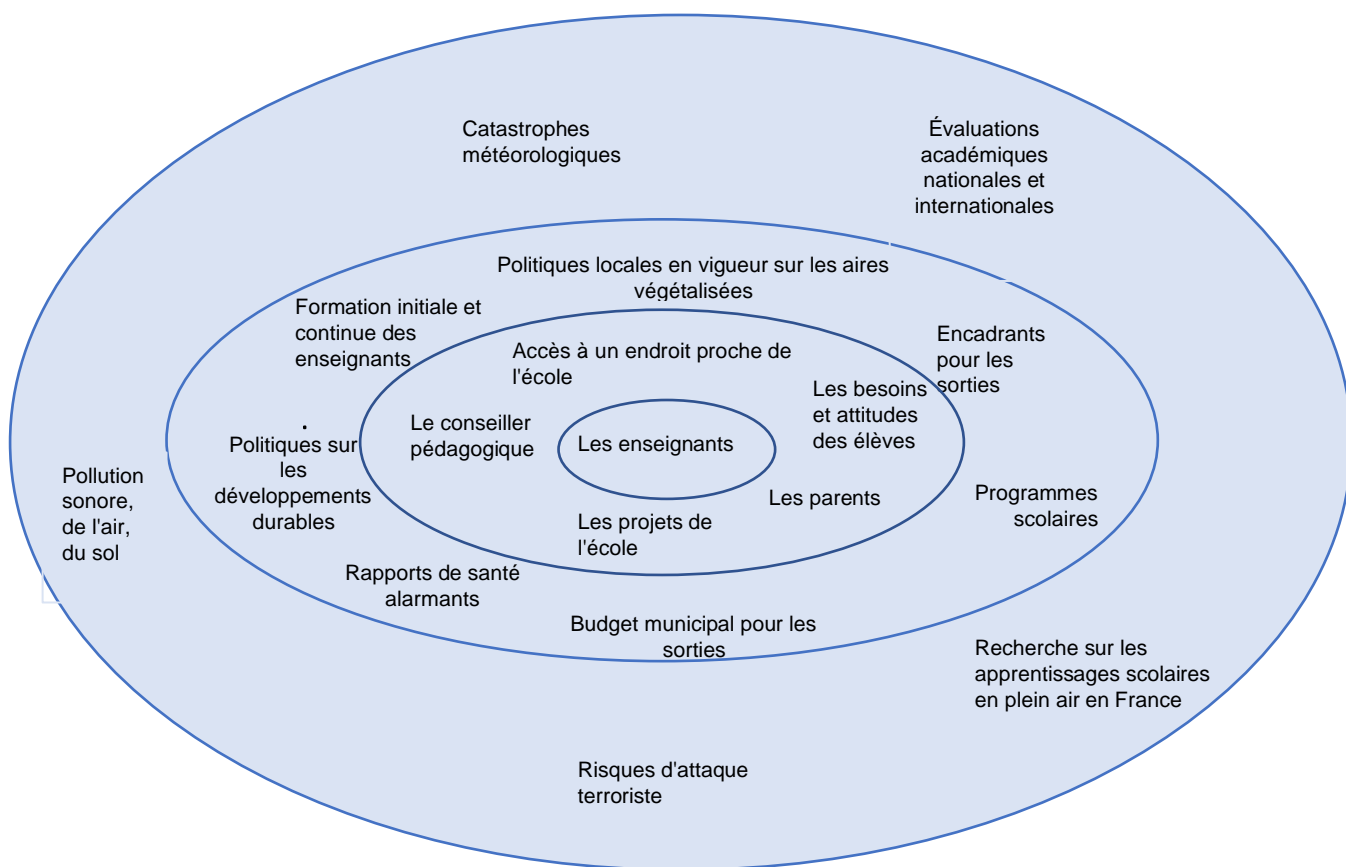 Catastrophes
météorologiques
Évaluations
académiques
nationales et
internationales
Politiques locales en vigueur sur les aires
végétalisées
Formation initiale et
continue des
enseignants
Encadrants
pour les
sorties
Accès à un endroit proche de
l'école
Les besoins
et attitudes
des élèves
Le conseiller
pédagogique
Les enseignants
.
Politiques sur
les
développements
durables
Pollution
sonore,
de l'air,
du sol
Les parents
Programmes
scolaires
Les projets de
l'école
Rapports de santé
alarmants
Budget municipal pour les
sorties
Recherche sur les
apprentissages scolaires
en plein air en France
Risques d'attaque
terroriste